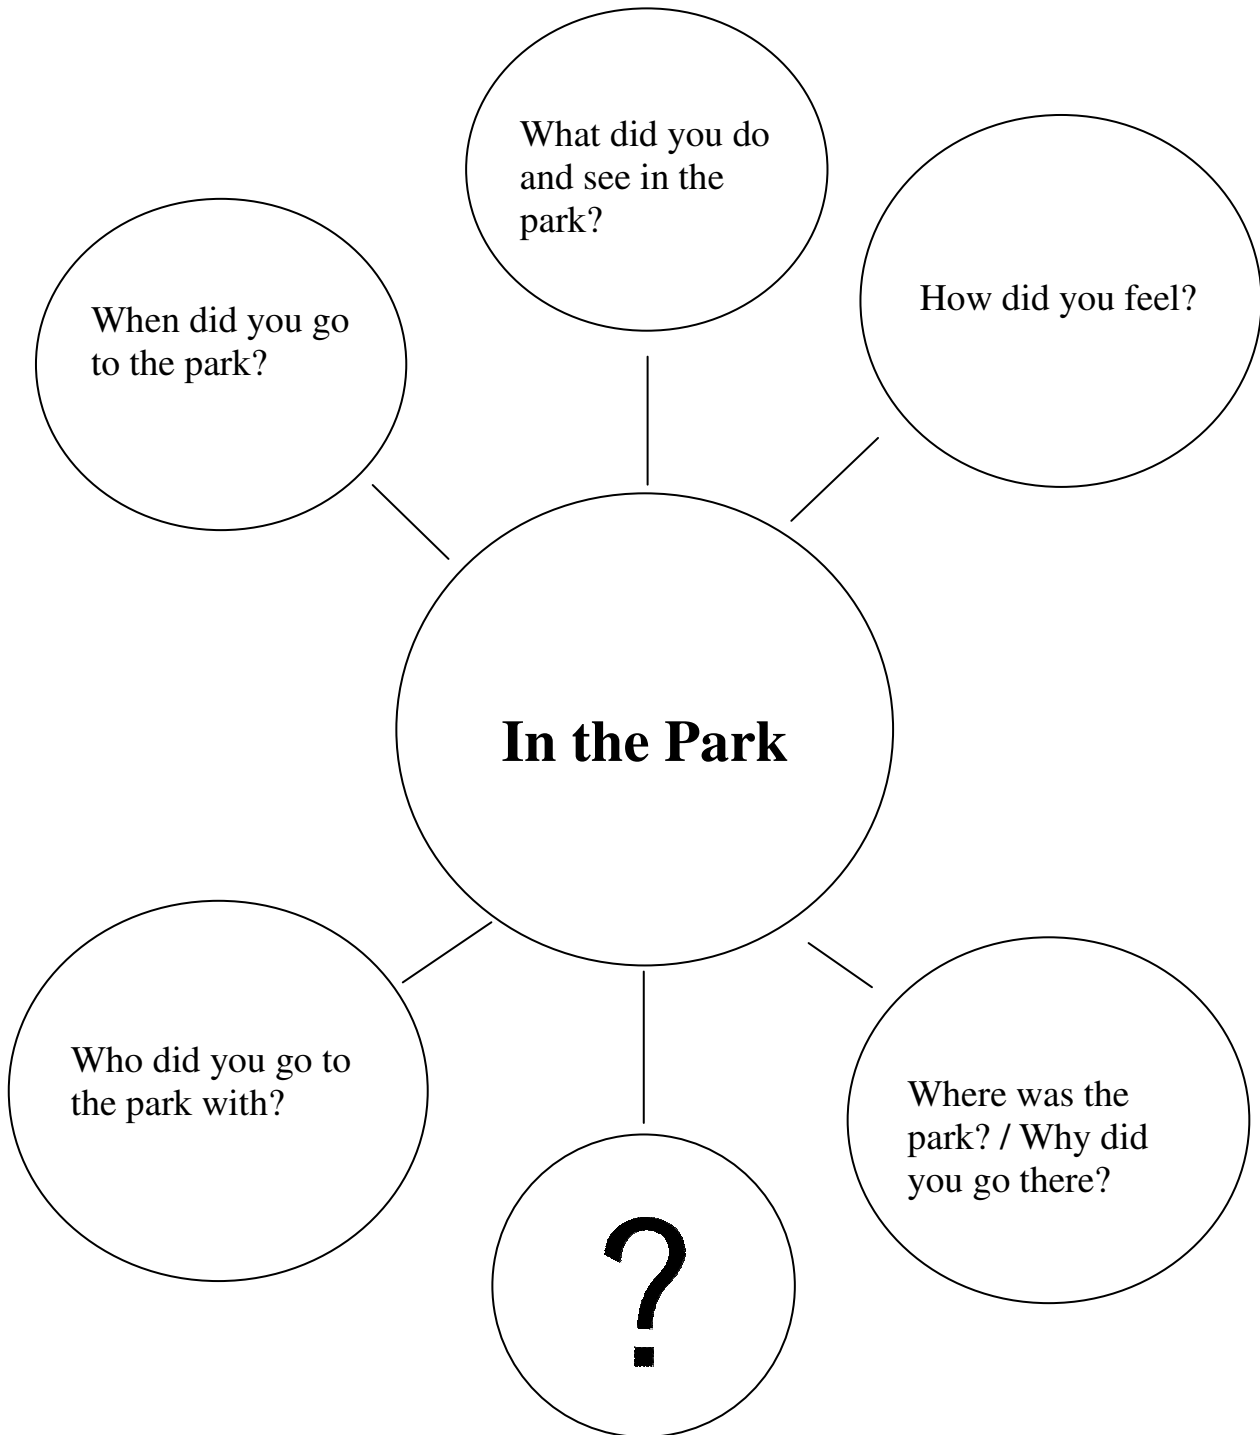 What did you do
and see in the
park?
How did you feel?
When did you go
to the park?
In the Park
Who did you go to
the park with?
Where was the
park? / Why did
you go there?
?